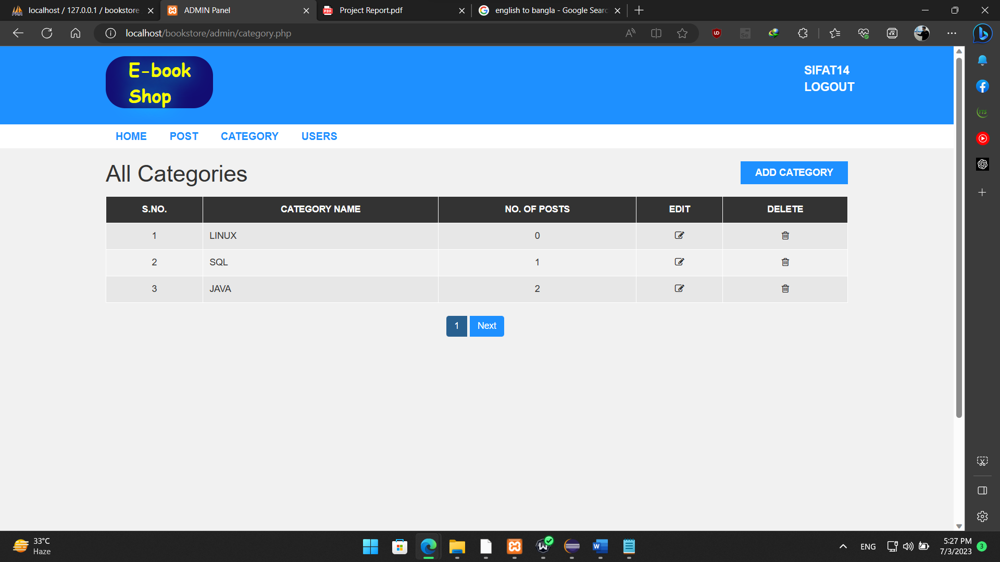 localhost / 127.0.0.1 / bookstore
ADMIN Panel
Project Report.pdf
english to bangla - Google Searc
localhost/bookstore/admin/category.php
E-book
Shop
SIFAT14
LOGOUT
HOME POST CATEGORY USERS
All Categories
ADD CATEGORY
S.NO. CATEGORY NAME NO. OF POSTS EDIT DELETE
1 LINUX 0
2 SQL 1
3 JAVA 2
1 Next
33°C
Haze
ENG
5:27 PM
7/3/2023
3